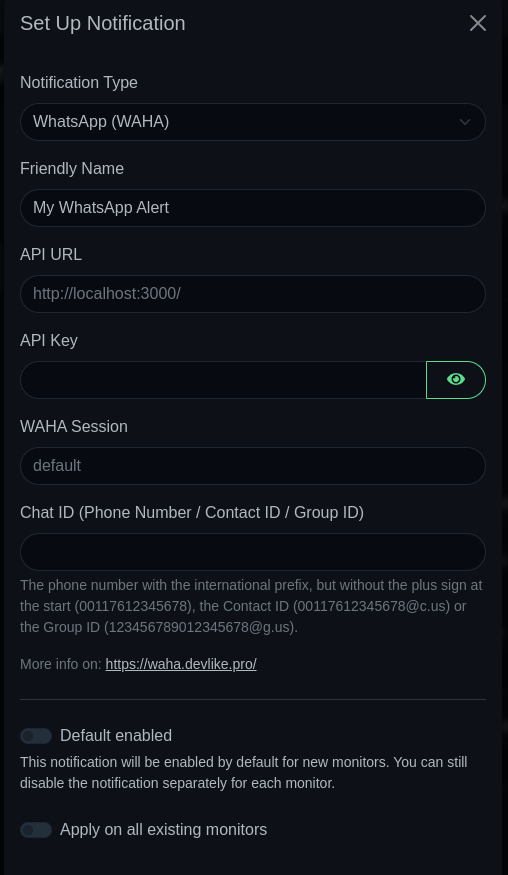 Set Up Notification
Notification Type
WhatsApp (WAHA)
Friendly Name
My WhatsApp Alert
API URL
http://localhost:3000/
API Key
WAHA Session
default
Chat ID (Phone Number / Contact ID / Group ID)
The phone number with the international prefix, but without the plus sign at
the start (00117612345678), the Contact ID (00117612345678@c.us) or
the Group ID (123456789012345678@g.us).
More info on: https://waha.devlike.pro/
Default enabled
This notification will be enabled by default for new monitors. You can still
disable the notification separately for each monitor.
Apply on all existing monitors